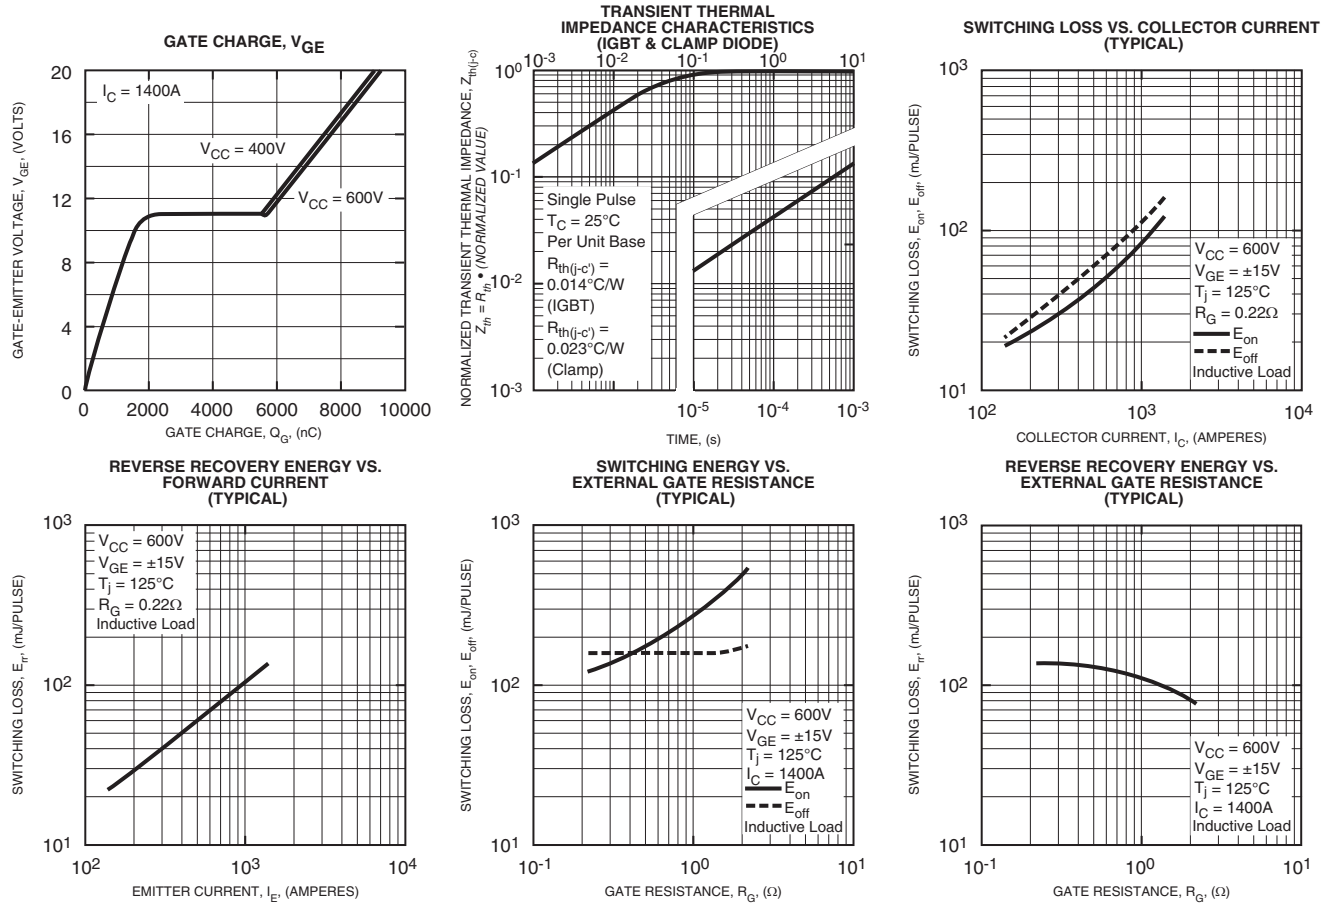 GATE CHARGE, VGE
20
16
12
8
4
0
0 2000 4000 6000 8000 10000
GATE-EMITTER VOLTAGE, VGE, (VOLTS)
GATE CHARGE, QG, (nC)
IC = 1400A
VCC = 400V
VCC = 600V
TRANSIENT THERMAL
IMPEDANCE CHARACTERISTICS
(IGBT & CLAMP DIODE)
10-3 10-2 10-1 100 101
100
10-1
10-2
10-3
10-5 10-4 10-3
NORMALIZED TRANSIENT THERMAL IMPEDANCE, Zth(j-c)
Zth = Rth • (NORMALIZED VALUE)
TIME, (s)
Single Pulse
TC = 25°C
Per Unit Base
Rth(j-c') =
0.014°C/W
(IGBT)
Rth(j-c') =
0.023°C/W
(Clamp)
SWITCHING LOSS VS. COLLECTOR CURRENT
(TYPICAL)
103
102
101
102 103 104
SWITCHING LOSS, Eon, Eoff, (mJ/PULSE)
COLLECTOR CURRENT, IC, (AMPERES)
VCC = 600V
VGE = ±15V
Tj = 125°C
RG = 0.22Ω
Eon
Eoff
Inductive Load
REVERSE RECOVERY ENERGY VS.
FORWARD CURRENT
(TYPICAL)
103
102
101
102 103 104
SWITCHING LOSS, Err, (mJ/PULSE)
EMITTER CURRENT, IE, (AMPERES)
VCC = 600V
VGE = ±15V
Tj = 125°C
RG = 0.22Ω
Inductive Load
SWITCHING ENERGY VS.
EXTERNAL GATE RESISTANCE
(TYPICAL)
103
102
101
10-1 100 101
SWITCHING LOSS, Eon, Eoff, (mJ/PULSE)
GATE RESISTANCE, RG, (Ω)
VCC = 600V
VGE = ±15V
Tj = 125°C
IC = 1400A
Eon
Eoff
Inductive Load
REVERSE RECOVERY ENERGY VS.
EXTERNAL GATE RESISTANCE
(TYPICAL)
103
102
101
10-1 100 101
SWITCHING LOSS, Err, (mJ/PULSE)
GATE RESISTANCE, RG, (Ω)
VCC = 600V
VGE = ±15V
Tj = 125°C
IC = 1400A
Inductive Load